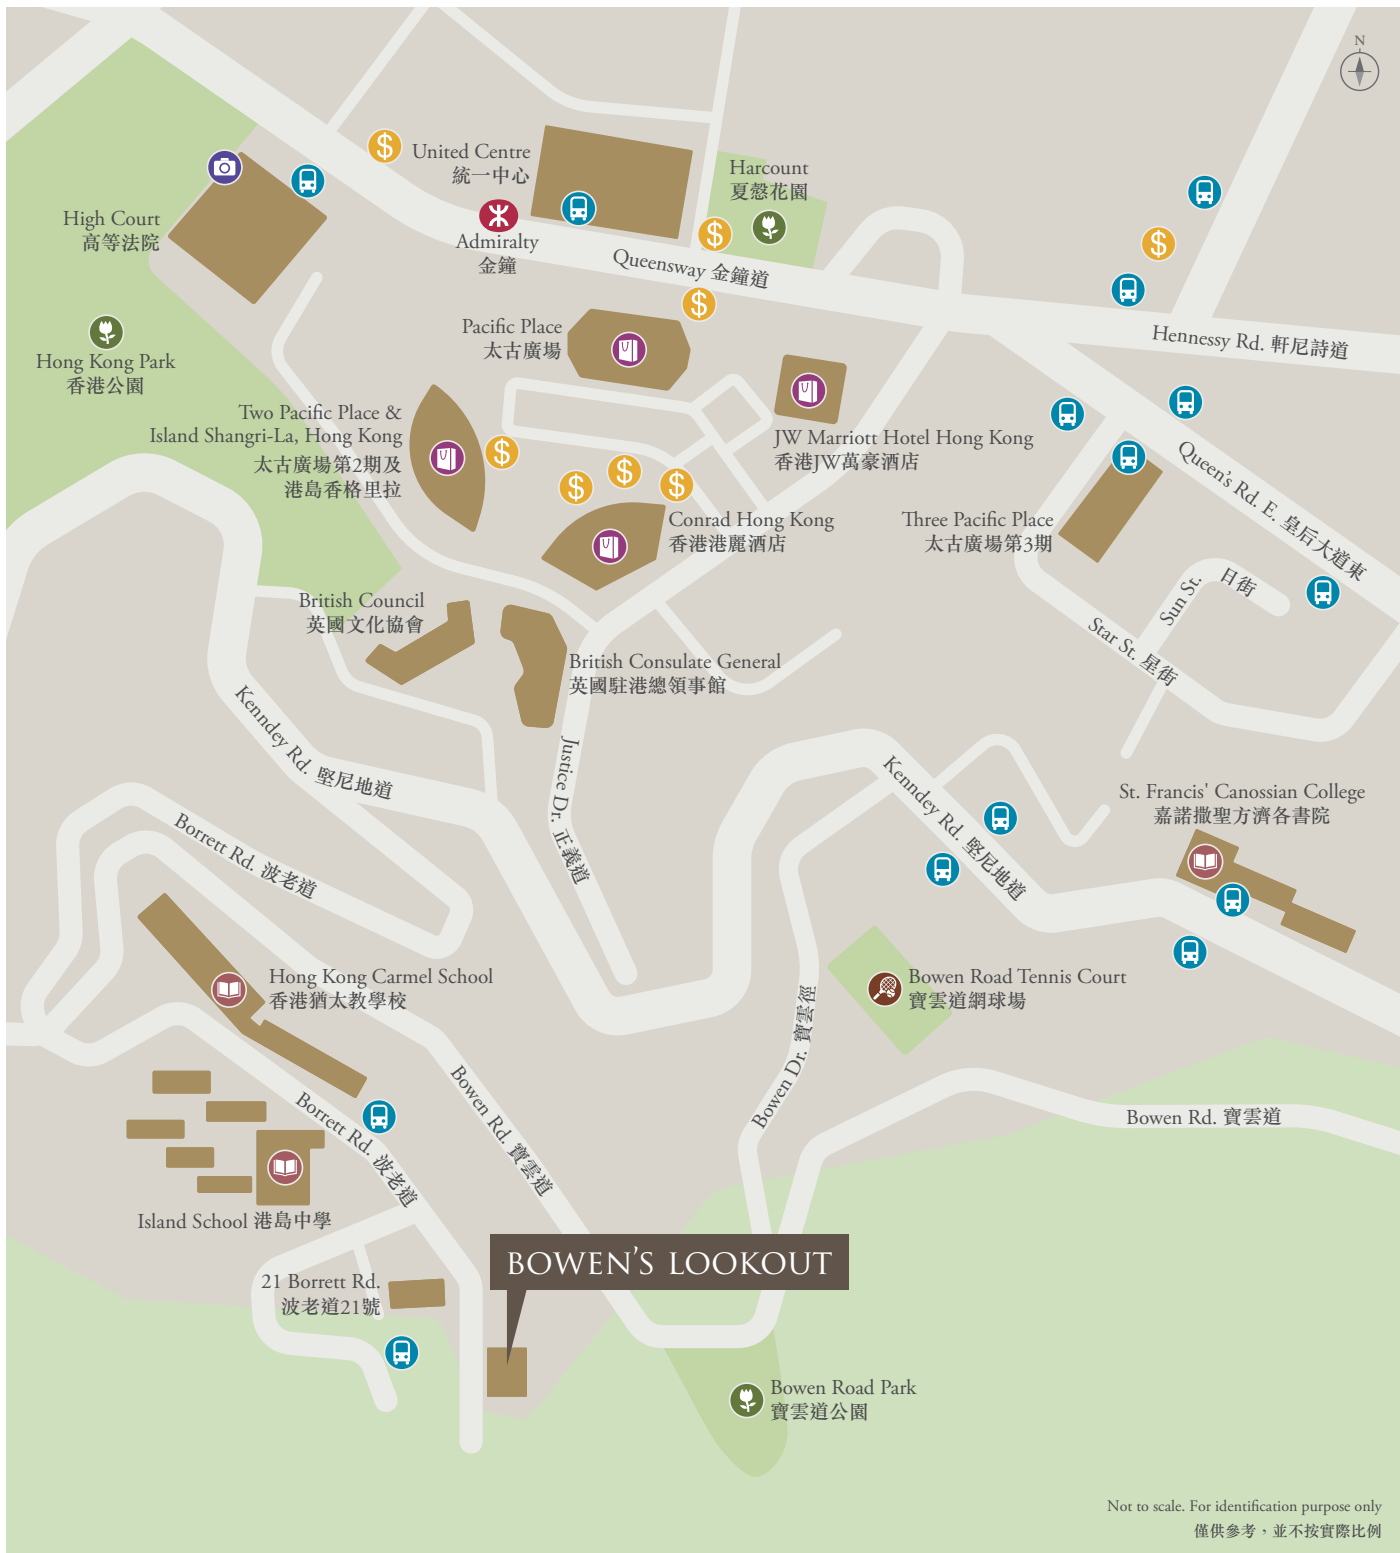 N
United Centre
統一中心
Harcount
夏慤花園
High Court
高等法院
Admiralty
金鐘
Queensway 金鐘道
Pacific Place
太古廣場
Hennessy Rd. 軒尼詩道
Hong Kong Park
香港公園
Two Pacific Place &
Island Shangri-La, Hong Kong
太古廣場第2期及
港島香格里拉
JW Marriott Hotel Hong Kong
香港JW萬豪酒店
Queen's Rd. E. 皇后大道東
Conrad Hong Kong
香港港麗酒店
Three Pacific Place
太古廣場第3期
Sun St. 日街
British Council
英國文化協會
Star St. 星街
British Consulate General
英國駐港總領事館
Kenndey Rd. 堅尼地道
Justice Dr. 正義道
Kenndey Rd. 堅尼地道
St. Francis' Canossian College
嘉諾撒聖方濟各書院
Borrett Rd. 波老道
Hong Kong Carmel School
香港猶太教學校
Bowen Road Tennis Court
寶雲道網球場
Bowen Dr. 寶雲徑
Bowen Rd. 寶雲道
Borrett Rd. 波老道
Bowen Rd. 寶雲道
Island School 港島中學
BOWEN'S LOOKOUT
21 Borrett Rd.
波老道21號
Bowen Road Park
寶雲道公園
Not to scale. For identification purpose only
僅供參考，並不按實際比例